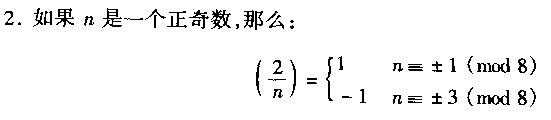 2. 如果 n 是一个正奇数,那么:
(2/n) = { 1 n ≡ ± 1 (mod 8)
− 1 n ≡ ± 3 (mod 8)